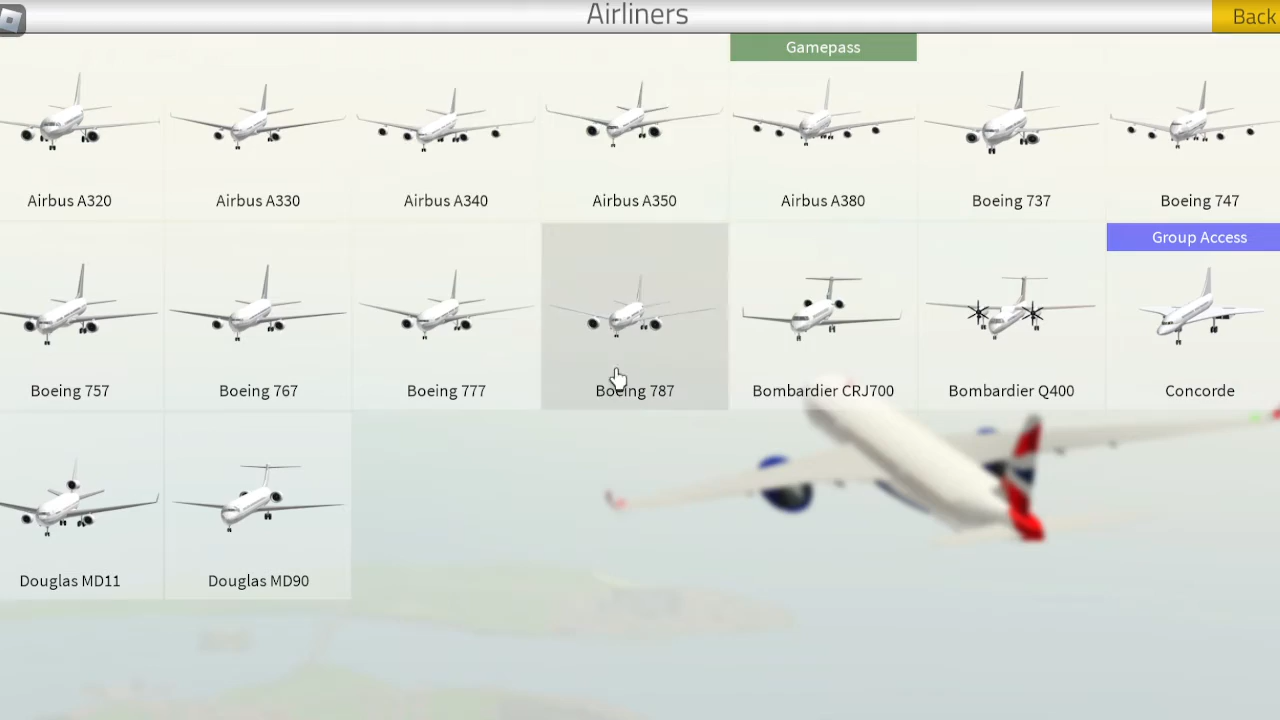 Airliners
Back
Gamepass
Airbus A320
Airbus A330
Airbus A340
Airbus A350
Airbus A380
Boeing 737
Boeing 747
Group Access
Boeing 757
Boeing 767
Boeing 777
Boeing 787
Bombardier CRJ700
Bombardier Q400
Concorde
Douglas MD11
Douglas MD90